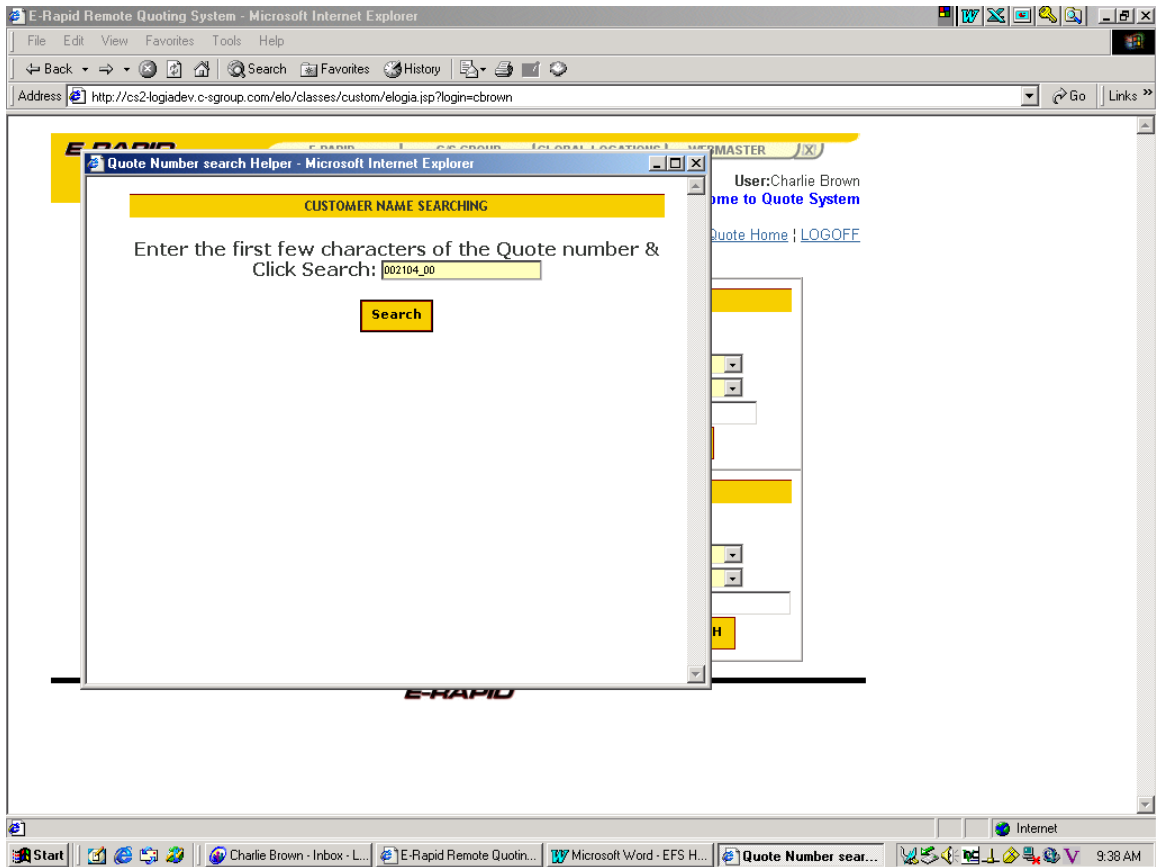 E-Rapid Remote Quoting System - Microsoft Internet Explorer
File Edit View Favorites Tools Help
Back Search Favorites History
Address http://cs2-logiadev.c-sgroup.com/elo/classes/custom/elogia.jsp?login=cbrown Go Links »
WEBMASTER X
Quote Number search Helper - Microsoft Internet Explorer
User:Charlie Brown
ome to Quote System
CUSTOMER NAME SEARCHING
Quote Home ¦ LOGOFF
Enter the first few characters of the Quote number &
Click Search: 002104_00
Search
H
E-RAPID
Internet
Start Charlie Brown - Inbox - L... E-Rapid Remote Quotin... Microsoft Word - EFS H... Quote Number sear... 9:38 AM